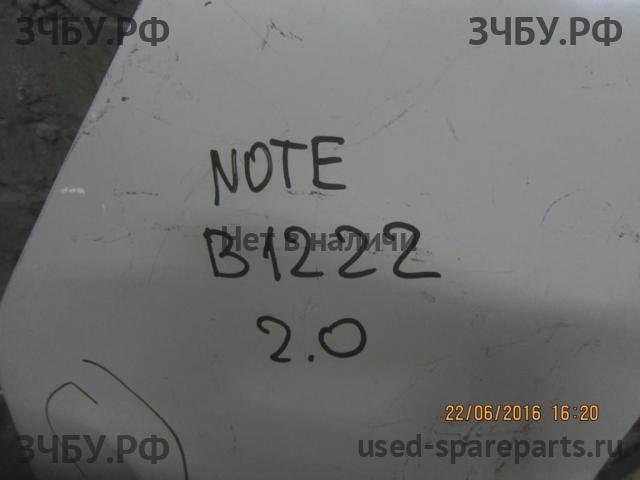 ЗЧБУ.РФ ЗЧБУ.РФ
NOTE
B1222
Нет в наличи
2.0
22/06/2016 16:20
ЗЧБУ.РФ used-spareparts.ru